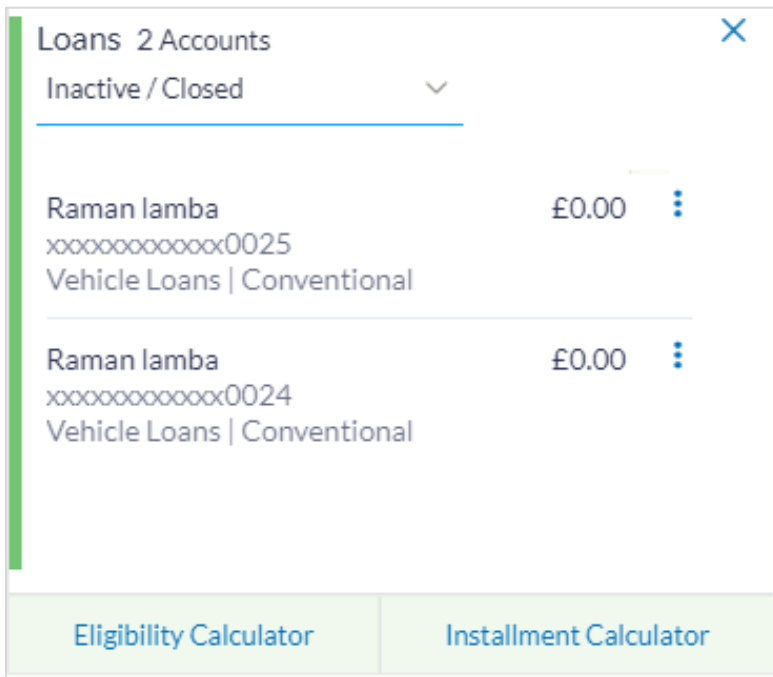 Loans 2 Accounts
Inactive / Closed
Raman lamba £0.00
xxxxxxxxxxxx0025
Vehicle Loans | Conventional
Raman lamba £0.00
xxxxxxxxxxxx0024
Vehicle Loans | Conventional
Eligibility Calculator Installment Calculator